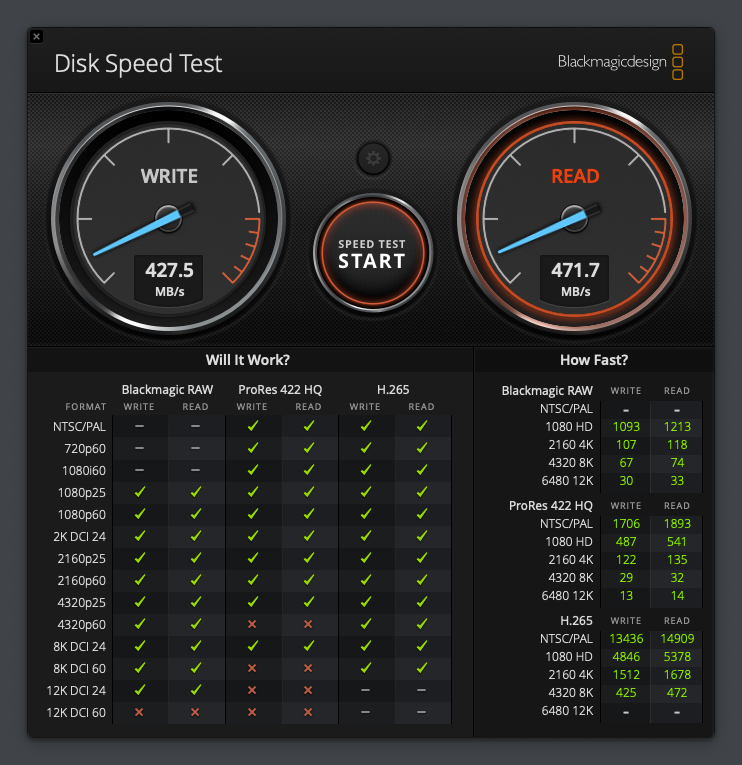 Disk Speed Test
Blackmagicdesign
WRITE
427.5
MB/s
SPEED TEST
START
READ
471.7
MB/s
Will It Work?
Blackmagic RAW ProRes 422 HQ H.265
FORMAT WRITE READ WRITE READ WRITE READ
NTSC/PAL – – ✓ ✓ ✓ ✓
720p60 – – ✓ ✓ ✓ ✓
1080i60 – – ✓ ✓ ✓ ✓
1080p25 ✓ ✓ ✓ ✓ ✓ ✓
1080p60 ✓ ✓ ✓ ✓ ✓ ✓
2K DCI 24 ✓ ✓ ✓ ✓ ✓ ✓
2160p25 ✓ ✓ ✓ ✓ ✓ ✓
2160p60 ✓ ✓ ✓ ✓ ✓ ✓
4320p25 ✓ ✓ ✓ ✓ ✓ ✓
4320p60 ✓ ✓ × × ✓ ✓
8K DCI 24 ✓ ✓ ✓ ✓ ✓ ✓
8K DCI 60 ✓ ✓ × × ✓ ✓
12K DCI 24 ✓ ✓ × × – –
12K DCI 60 × × × × – –
How Fast?
Blackmagic RAW WRITE READ
NTSC/PAL – –
1080 HD 1093 1213
2160 4K 107 118
4320 8K 67 74
6480 12K 30 33
ProRes 422 HQ WRITE READ
NTSC/PAL 1706 1893
1080 HD 487 541
2160 4K 122 135
4320 8K 29 32
6480 12K 13 14
H.265 WRITE READ
NTSC/PAL 13436 14909
1080 HD 4846 5378
2160 4K 1512 1678
4320 8K 425 472
6480 12K – –